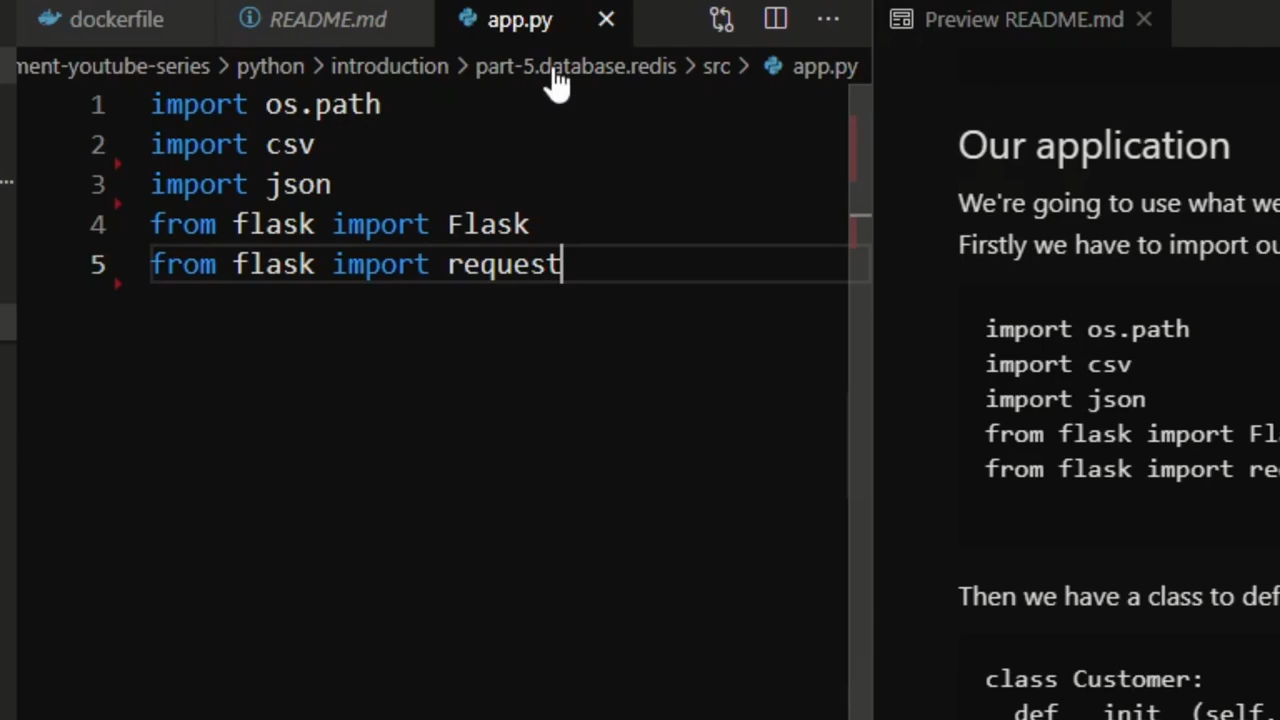 dockerfile README.md app.py
ment-youtube-series > python > introduction > part-5.database.redis > src > app.py
1 import os.path
2 import csv
3 import json
4 from flask import Flask
5 from flask import request
Preview README.md
Our application
We're going to use what we
Firstly we have to import ou
import os.path
import csv
import json
from flask import Fl
from flask import re
Then we have a class to def
class Customer:
def __init__(self